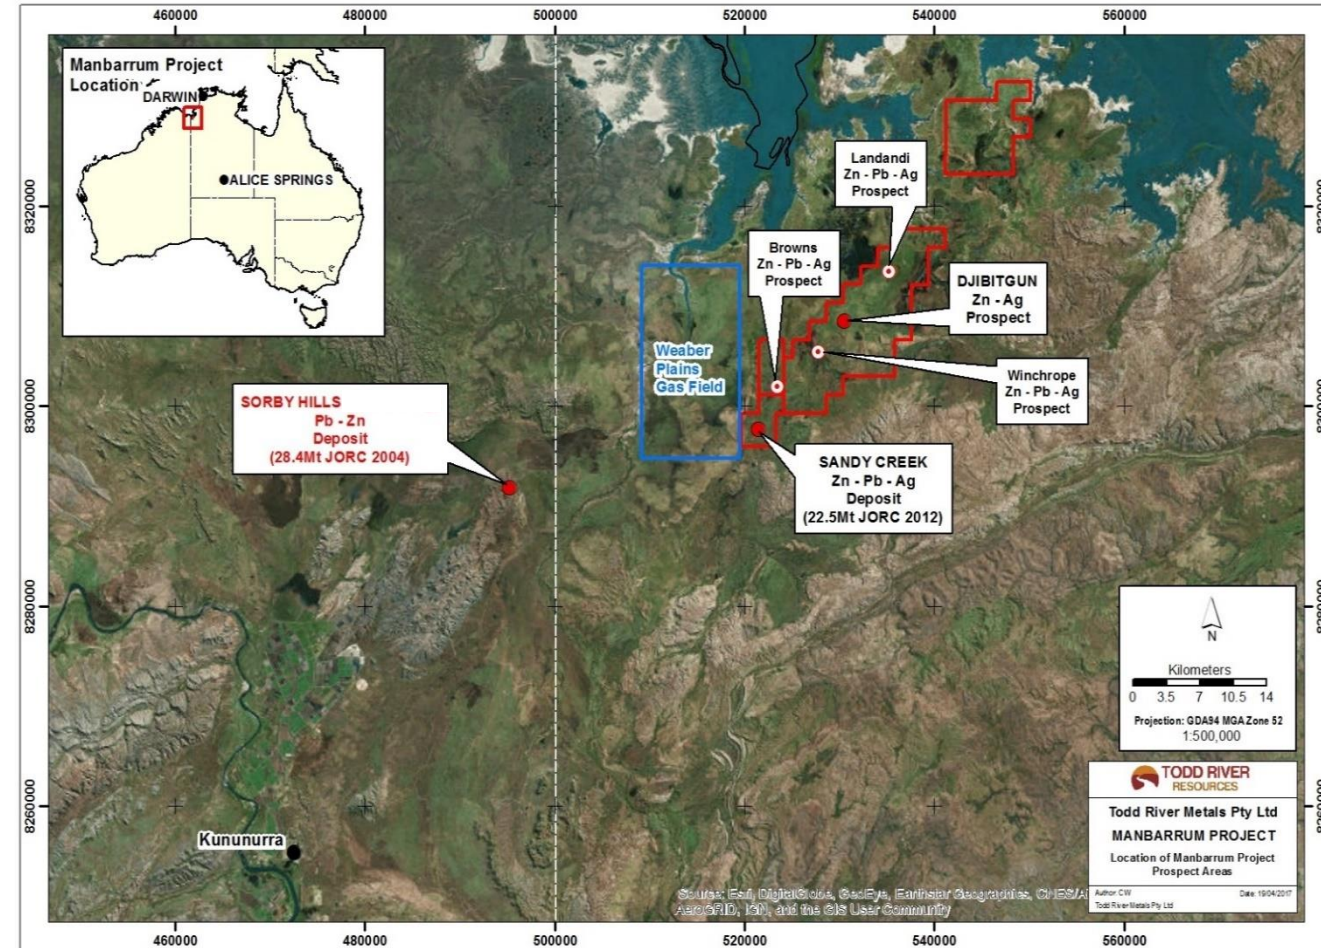 460000 480000 500000 520000 540000 560000
Manbarrum Project
Location
DARWIN
ALICE SPRINGS
8320000
8320000
Landandi
Zn - Pb - Ag
Prospect
Browns
Zn - Pb - Ag
Prospect
DJIBITGUN
Zn - Ag
Prospect
Weaber
Plains
Gas Field
Winchrope
Zn - Pb - Ag
Prospect
8300000
8300000
SORBY HILLS
Pb - Zn
Deposit
(28.4Mt JORC 2004)
SANDY CREEK
Zn - Pb - Ag
Deposit
(22.5Mt JORC 2012)
8280000
8280000
N
Kilometers
0 3.5 7 10.5 14
Projection: GDA94 MGA Zone 52
1:500,000
8260000
8260000
Kununurra
TODD RIVER
RESOURCES
Todd River Metals Pty Ltd
MANBARRUM PROJECT
Location of Manbarrum Project
Prospect Areas
Author: CW Date: 19/04/2017
Todd River Metals Pty Ltd
Source: Esri, DigitalGlobe, GeoEye, Earthstar Geographics, CNES/Ai
AeroGRID, IGN, and the GIS User Community
460000 480000 500000 520000 540000 560000